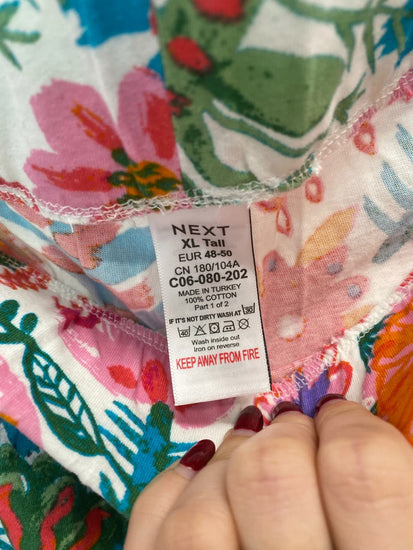 NEXT
XL Tall
EUR 48-50
CN 180/104A
C06-080-202
MADE IN TURKEY
100% COTTON
Part 1 of 2
IF IT'S NOT DIRTY WASH AT
Wash inside out
Iron on reverse
KEEP AWAY FROM FIRE